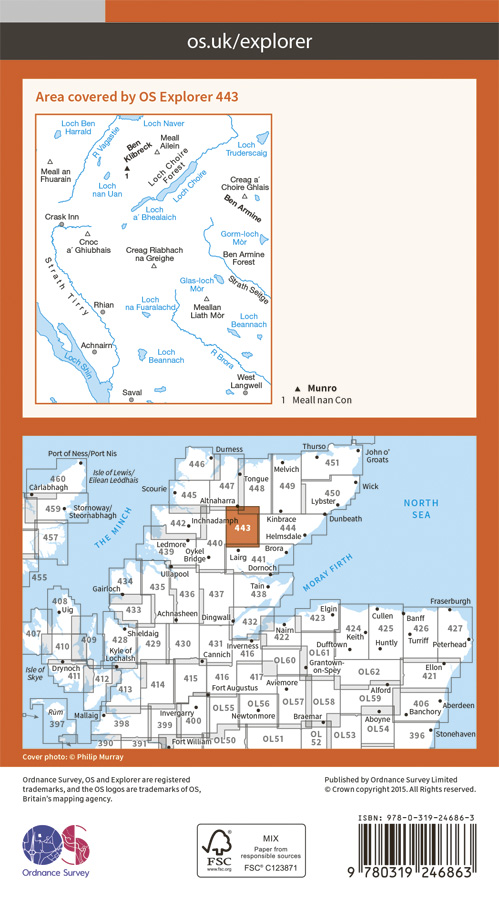 os.uk/explorer
Area covered by OS Explorer 443
Loch Ben
Harrald
Loch Naver
R Vagastie
Ben
Klibreck
Meall
Ailein
Loch
Truderscaig
Meall an
Fhuarain
1
Loch Choire
Forest
Loch
nan Uan
Loch Choire
Creag a'
Choire Ghlais
Ben Armine
Crask Inn
Loch
a' Bhealaich
Cnoc
a' Ghiubhais
Creag Riabhach
na Greighe
Gorm-loch
Mòr
Ben Armine
Forest
Strath Tirry
Glas-loch
Mòr
Strath Seilge
Rhian
Loch
na Fuaralachd
Meallan
Liath Mòr
Loch
Beannach
Achnairn
Loch Shin
Loch
Beannach
R Brora
West
Langwell
Saval
Munro
1 Meall nan Con
Port of Ness/Port Nis
460
Càrlabhagh
Isle of Lewis/
Eilean Leòdhais
459
Stornoway/
Steòrnabhagh
457
455
THE MINCH
Durness
446
Thurso
451
John o'
Groats
Scourie
447
Tongue
448
Melvich
449
445
Altnaharra
450
Wick
Lybster
442
Inchnadamph
443
Kinbrace
444
Dunbeath
NORTH
SEA
Helmsdale
Ledmore
439
440
Oykel
Bridge
Lairg
441
Brora
Ullapool
Dornoch
434
Gairloch
435
436
437
Tain
438
MORAY FIRTH
408
Uig
433
Achnasheen
Dingwall
432
Elgin
Fraserburgh
407
409
Shieldaig
428
429
430
431
Nairn
422
423
424
Keith
Cullen
425
Banff
426
427
Turriff
Huntly
Peterhead
410
Kyle of
Lochalsh
Cannich
Inverness
416
Dufftown
OL61
Isle of
Skye
Drynoch
411
412
413
414
415
416
417
OL60
Grantown-
on-Spey
OL62
Ellon
421
Fort Augustus
Aviemore
OL59
Alford
Rùm
397
Mallaig
398
399
Invergarry
400
OL55
OL56
Newtonmore
OL57
OL58
Braemar
Aboyne
OL54
406
Banchory
Aberdeen
390
391
Fort William
OL50
OL51
OL
52
OL53
396
Stonehaven
Cover photo: © Philip Murray
Ordnance Survey, OS and Explorer are registered
trademarks, and the OS logos are trademarks of OS,
Britain's mapping agency.
Published by Ordnance Survey Limited
© Crown copyright 2015. All Rights reserved.
OS
Ordnance Survey
FSC
www.fsc.org
MIX
Paper from
responsible sources
FSC® C123871
ISBN: 978-0-319-24686-3
9 780319 246863